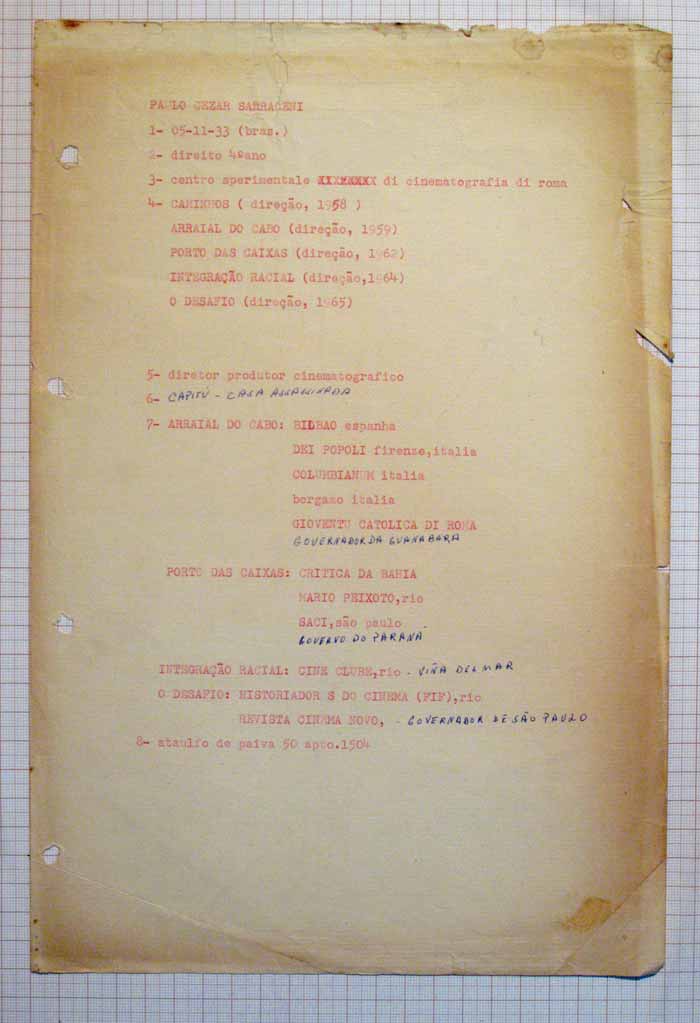 PAULO CEZAR SARRACENI
1- 05-11-33 (bras.)
2- direito 4ºano
3- centro sperimentale di cinematografia di roma
4- CAMINHOS ( direção, 1958 )
ARRAIAL DO CABO (direção, 1959)
PORTO DAS CAIXAS (direção, 1962)
INTEGRAÇÃO RACIAL (direção,1964)
O DESAFIO (direção, 1965)
5- diretor produtor cinematografico
6- CAPITÚ - CASA ASSASSINADA
7- ARRAIAL DO CABO: BILBAO espanha
DEI POPOLI firenze,italia
COLUMBIANUM italia
bergamo italia
GIOVENTU CATOLICA DI ROMA
GOVERNADOR DA GUANABARA
PORTO DAS CAIXAS: CRITICA DA BAHIA
MARIO PEIXOTO,rio
SACI,são paulo
GOVERNO DO PARANÁ
INTEGRAÇÃO RACIAL: CINE CLUBE,rio - VIÑA DEL MAR
O DESAFIO: HISTORIADOR S DO CINEMA (FIF),rio
REVISTA CINEMA NOVO, - GOVERNADOR DE SÃO PAULO
8- ataulfo de paiva 50 apto.1504